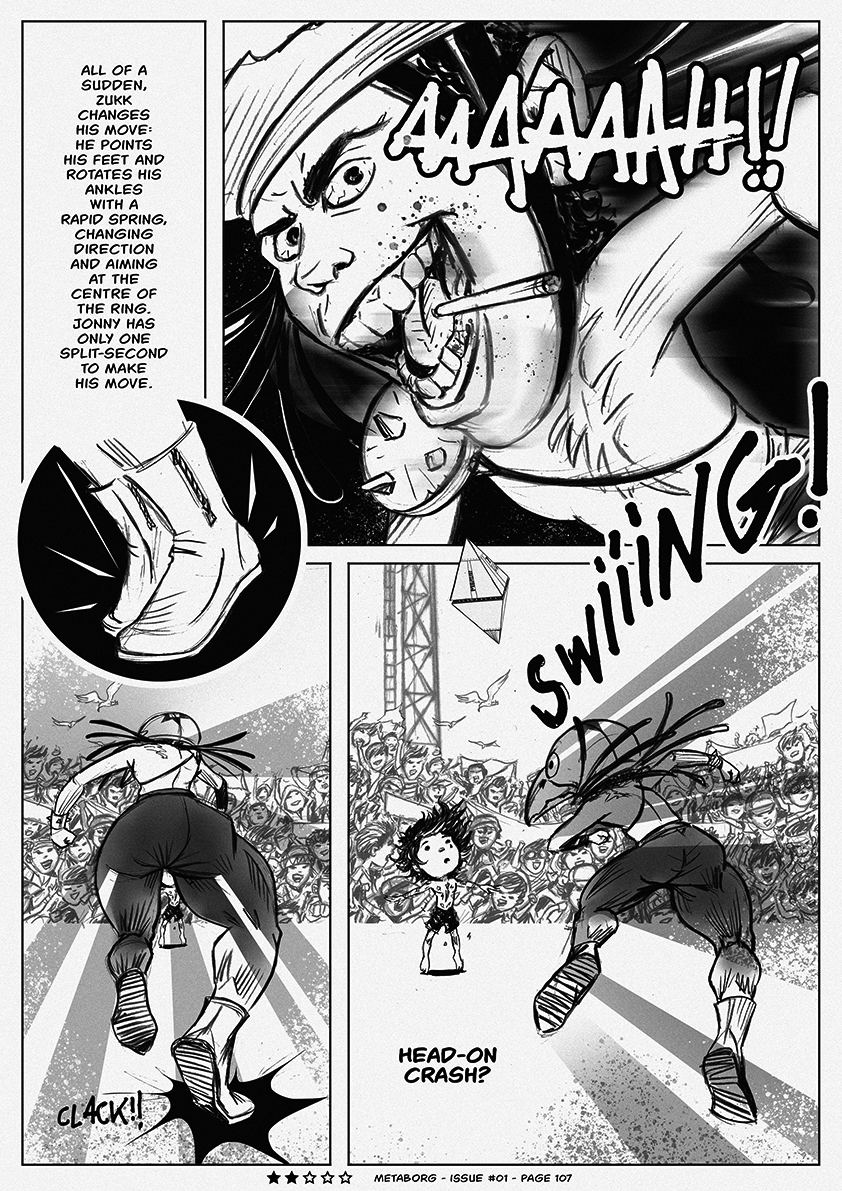 ALL OF A
SUDDEN,
ZUKK
CHANGES
HIS MOVE:
HE POINTS
HIS FEET AND
ROTATES HIS
ANKLES
WITH A
RAPID SPRING,
CHANGING
DIRECTION
AND AIMING
AT THE
CENTRE OF
THE RING.
JONNY HAS
ONLY ONE
SPLIT-SECOND
TO MAKE
HIS MOVE.
AAAAAAAH!!
SWiiiNG!
CLACK!!
HEAD-ON
CRASH?
METABORG - ISSUE #01 - PAGE 107